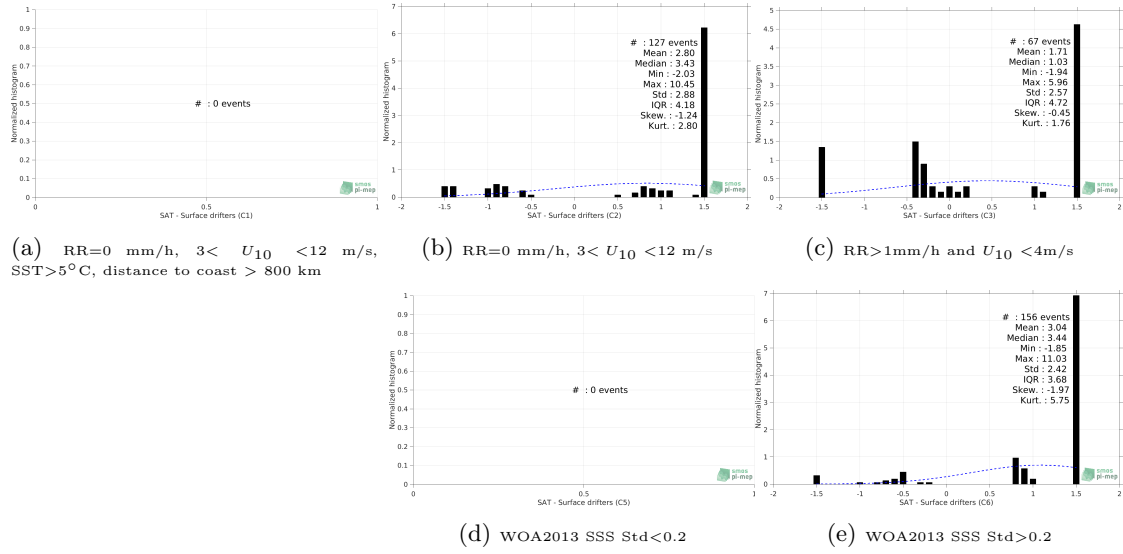 1
0.9
0.8
0.7
0.6
0.5
0.4
0.3
0.2
0.1
0
Normalized histogram
# : 0 events
0
0.5
1
SAT - Surface drifters (C1)
smos
pi-mep
(a) RR=0 mm/h, 3< U10 <12 m/s,
SST>5°C, distance to coast > 800 km
7
6
5
4
3
2
1
0
Normalized histogram
# : 127 events
Mean : 2.80
Median : 3.43
Min : -2.03
Max : 10.45
Std : 2.88
IQR : 4.18
Skew. : -1.24
Kurt. : 2.80
-2
-1.5
-1
-0.5
0
0.5
1
1.5
2
SAT - Surface drifters (C2)
smos
pi-mep
(b) RR=0 mm/h, 3< U10 <12 m/s
5
4.5
4
3.5
3
2.5
2
1.5
1
0.5
0
Normalized histogram
# : 67 events
Mean : 1.71
Median : 1.03
Min : -1.94
Max : 5.96
Std : 2.57
IQR : 4.72
Skew. : -0.45
Kurt. : 1.76
-2
-1.5
-1
-0.5
0
0.5
1
1.5
2
SAT - Surface drifters (C3)
smos
pi-mep
(c) RR>1mm/h and U10 <4m/s
1
0.9
0.8
0.7
0.6
0.5
0.4
0.3
0.2
0.1
0
Normalized histogram
# : 0 events
0
0.5
1
SAT - Surface drifters (C5)
smos
pi-mep
(d) WOA2013 SSS Std<0.2
7
6
5
4
3
2
1
0
Normalized histogram
# : 156 events
Mean : 3.04
Median : 3.44
Min : -1.85
Max : 11.03
Std : 2.42
IQR : 3.68
Skew. : -1.97
Kurt. : 5.75
-2
-1.5
-1
-0.5
0
0.5
1
1.5
2
SAT - Surface drifters (C6)
smos
pi-mep
(e) WOA2013 SSS Std>0.2